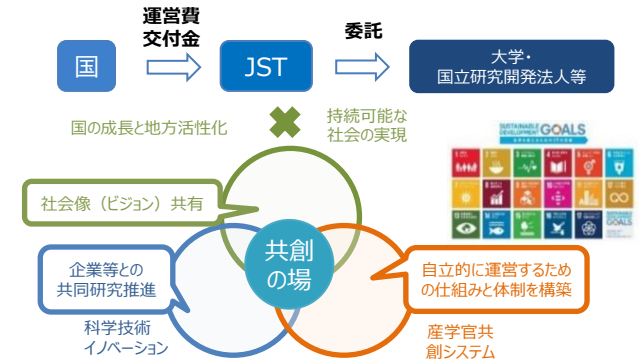 運営費
交付金
委託
国
JST
大学・
国立研究開発法人等
国の成長と地方活性化
持続可能な
社会の実現
SUSTAINABLE
DEVELOPMENT GOALS
社会像（ビジョン）共有
共創
の場
企業等との
共同研究推進
自立的に運営するため
の仕組みと体制を構築
科学技術
イノベーション
産学官共
創システム